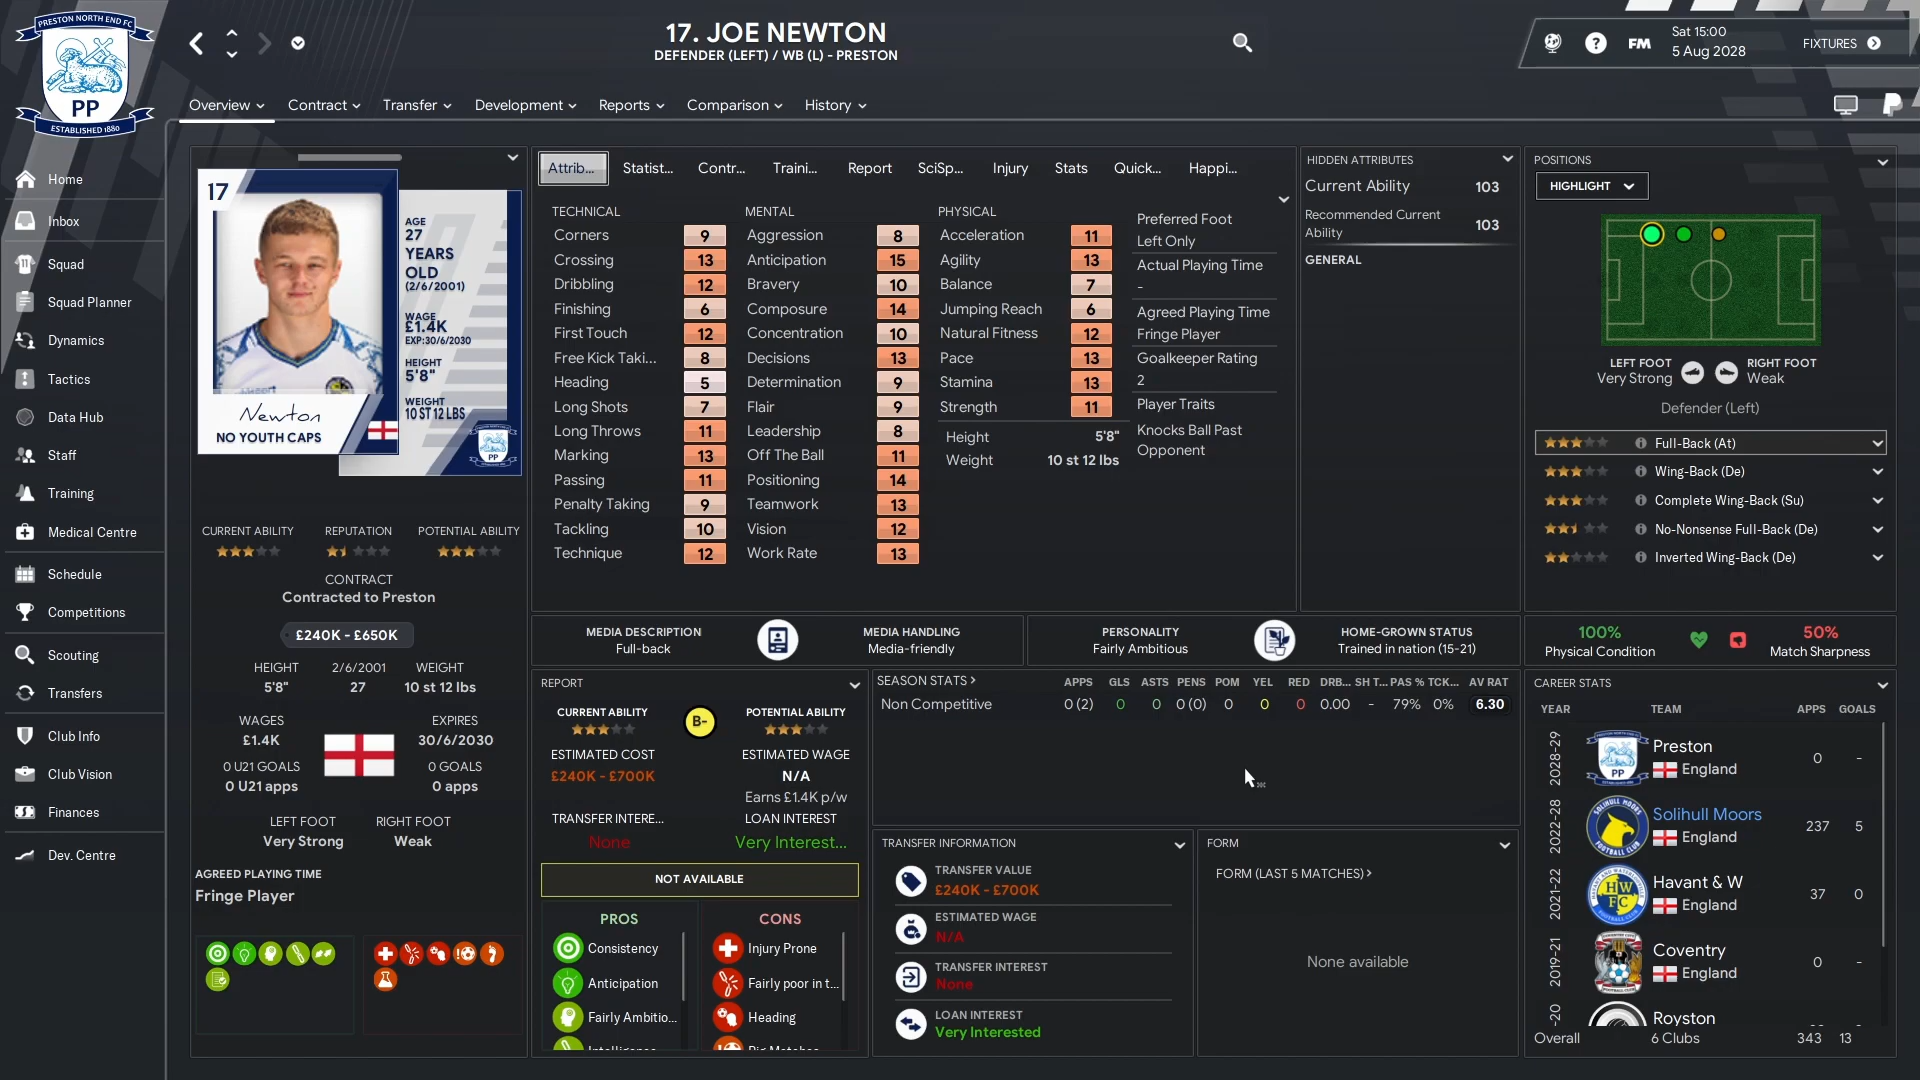 PRESTON NORTH END FC
PP
ESTABLISHED 1880
17. JOE NEWTON
DEFENDER (LEFT) / WB (L) - PRESTON
FM
Sat 15:00
5 Aug 2028
FIXTURES
Overview
Contract
Transfer
Development
Reports
Comparison
History
Home
Inbox
Squad
Squad Planner
Dynamics
Tactics
Data Hub
Staff
Training
Medical Centre
Schedule
Competitions
Scouting
Transfers
Club Info
Club Vision
Finances
Dev. Centre
17
AGE
27
YEARS
OLD
(2/6/2001)
WAGE
£1.4K
EXP:30/6/2030
HEIGHT
5'8"
WEIGHT
10 ST 12 LBS
Newton
NO YOUTH CAPS
PP
CURRENT ABILITY REPUTATION POTENTIAL ABILITY
CONTRACT
Contracted to Preston
£240K - £650K
HEIGHT 2/6/2001 WEIGHT
5'8" 27 10 st 12 lbs
WAGES EXPIRES
£1.4K 30/6/2030
0 U21 GOALS 0 GOALS
0 U21 apps 0 apps
LEFT FOOT RIGHT FOOT
Very Strong Weak
AGREED PLAYING TIME
Fringe Player
Attrib... Statist... Contr... Traini... Report SciSp... Injury Stats Quick... Happi...
TECHNICAL
Corners 9
Crossing 13
Dribbling 12
Finishing 6
First Touch 12
Free Kick Taki... 8
Heading 5
Long Shots 7
Long Throws 11
Marking 13
Passing 11
Penalty Taking 9
Tackling 10
Technique 12
MENTAL
Aggression 8
Anticipation 15
Bravery 10
Composure 14
Concentration 10
Decisions 13
Determination 9
Flair 9
Leadership 8
Off The Ball 11
Positioning 14
Teamwork 13
Vision 12
Work Rate 13
PHYSICAL
Acceleration 11
Agility 13
Balance 7
Jumping Reach 6
Natural Fitness 12
Pace 13
Stamina 13
Strength 11
Height 5'8"
Weight 10 st 12 lbs
Preferred Foot
Left Only
Actual Playing Time
-
Agreed Playing Time
Fringe Player
Goalkeeper Rating
2
Player Traits
Knocks Ball Past
Opponent
HIDDEN ATTRIBUTES
Current Ability 103
Recommended Current
Ability 103
GENERAL
POSITIONS
HIGHLIGHT
LEFT FOOT RIGHT FOOT
Very Strong Weak
Defender (Left)
Full-Back (At)
Wing-Back (De)
Complete Wing-Back (Su)
No-Nonsense Full-Back (De)
Inverted Wing-Back (De)
MEDIA DESCRIPTION
Full-back
MEDIA HANDLING
Media-friendly
PERSONALITY
Fairly Ambitious
HOME-GROWN STATUS
Trained in nation (15-21)
100%
Physical Condition
50%
Match Sharpness
REPORT
CURRENT ABILITY B- POTENTIAL ABILITY
ESTIMATED COST ESTIMATED WAGE
£240K - £700K N/A
Earns £1.4K p/w
TRANSFER INTERE... LOAN INTEREST
None Very Interest...
NOT AVAILABLE
PROS
Consistency
Anticipation
Fairly Ambitio...
Intelligence
CONS
Injury Prone
Fairly poor in t...
Heading
Big Matches
SEASON STATS > APPS GLS ASTS PENS POM YEL RED DRB... SH T... PAS % TCK... AV RAT
Non Competitive 0 (2) 0 0 0 (0) 0 0 0 0.00 - 79% 0% 6.30
TRANSFER INFORMATION
TRANSFER VALUE
£240K - £700K
ESTIMATED WAGE
N/A
TRANSFER INTEREST
None
LOAN INTEREST
Very Interested
FORM
FORM (LAST 5 MATCHES) >
None available
CAREER STATS
YEAR TEAM APPS GOALS
2028-29 Preston 0 -
England
2022-28 Solihull Moors 237 5
England
2021-22 Havant & W 37 0
England
2019-21 Coventry 0 -
England
-20 Royston
Overall 6 Clubs 343 13